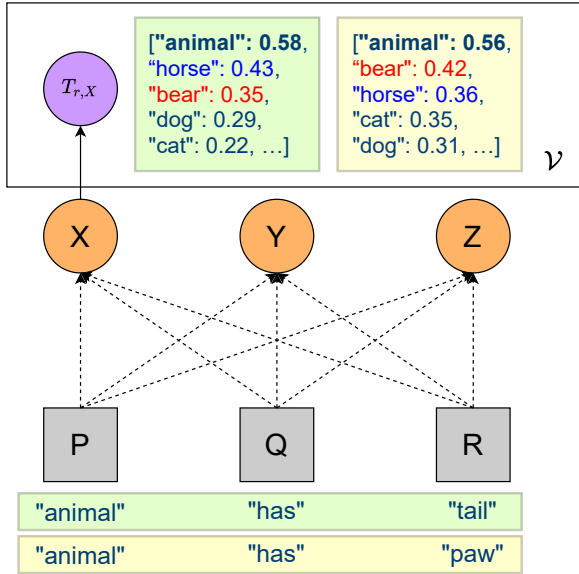 T_{r,X}
["animal": 0.58,
"horse": 0.43,
"bear": 0.35,
"dog": 0.29,
"cat": 0.22, …]
["animal": 0.56,
"bear": 0.42,
"horse": 0.36,
"cat": 0.35,
"dog": 0.31, …]
𝒱
X Y Z
P Q R
"animal" "has" "tail"
"animal" "has" "paw"